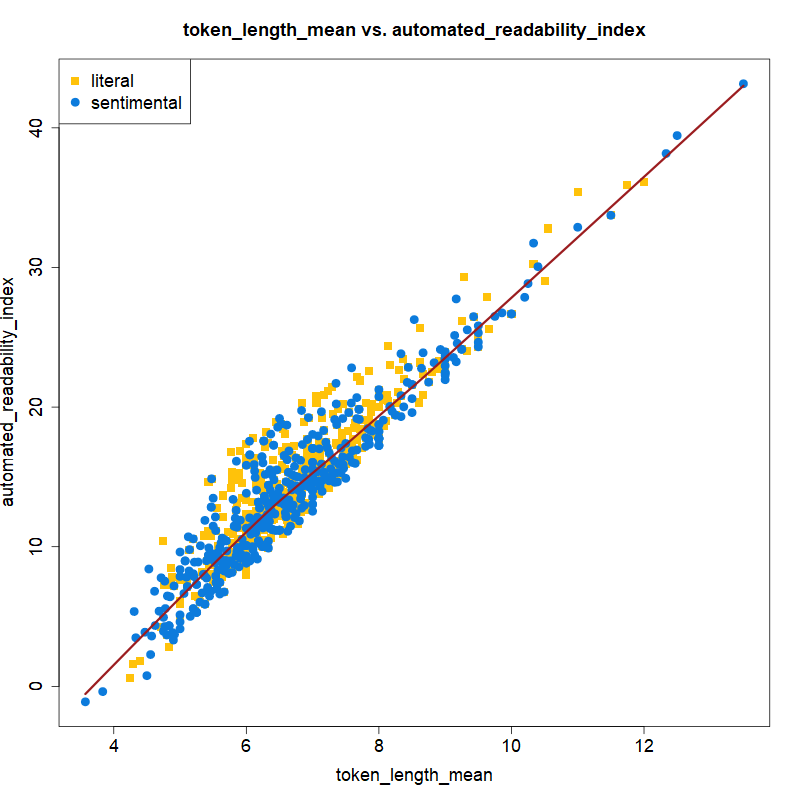 token_length_mean vs. automated_readability_index
literal
sentimental
automated_readability_index
40
30
20
10
0
4 6 8 10 12
token_length_mean